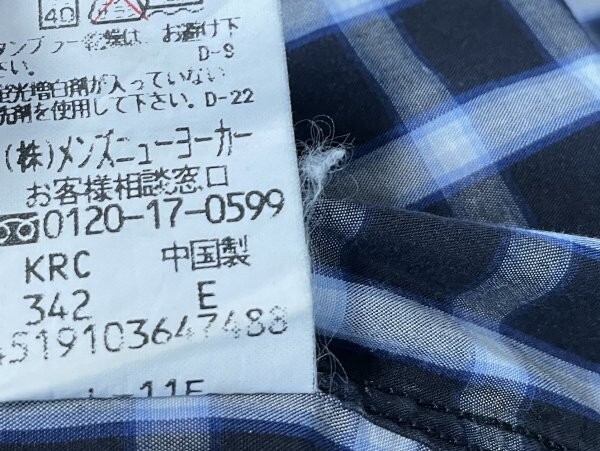 40
タンブラー乾燥は、お避け下
さい。 D-8
蛍光増白剤が入っていない
洗剤を使用して下さい。D-22
(株)メンズニューヨーカー
お客様相談窓口
0120-17-0599
KRC 中国製
342 E
4519103647488
11E